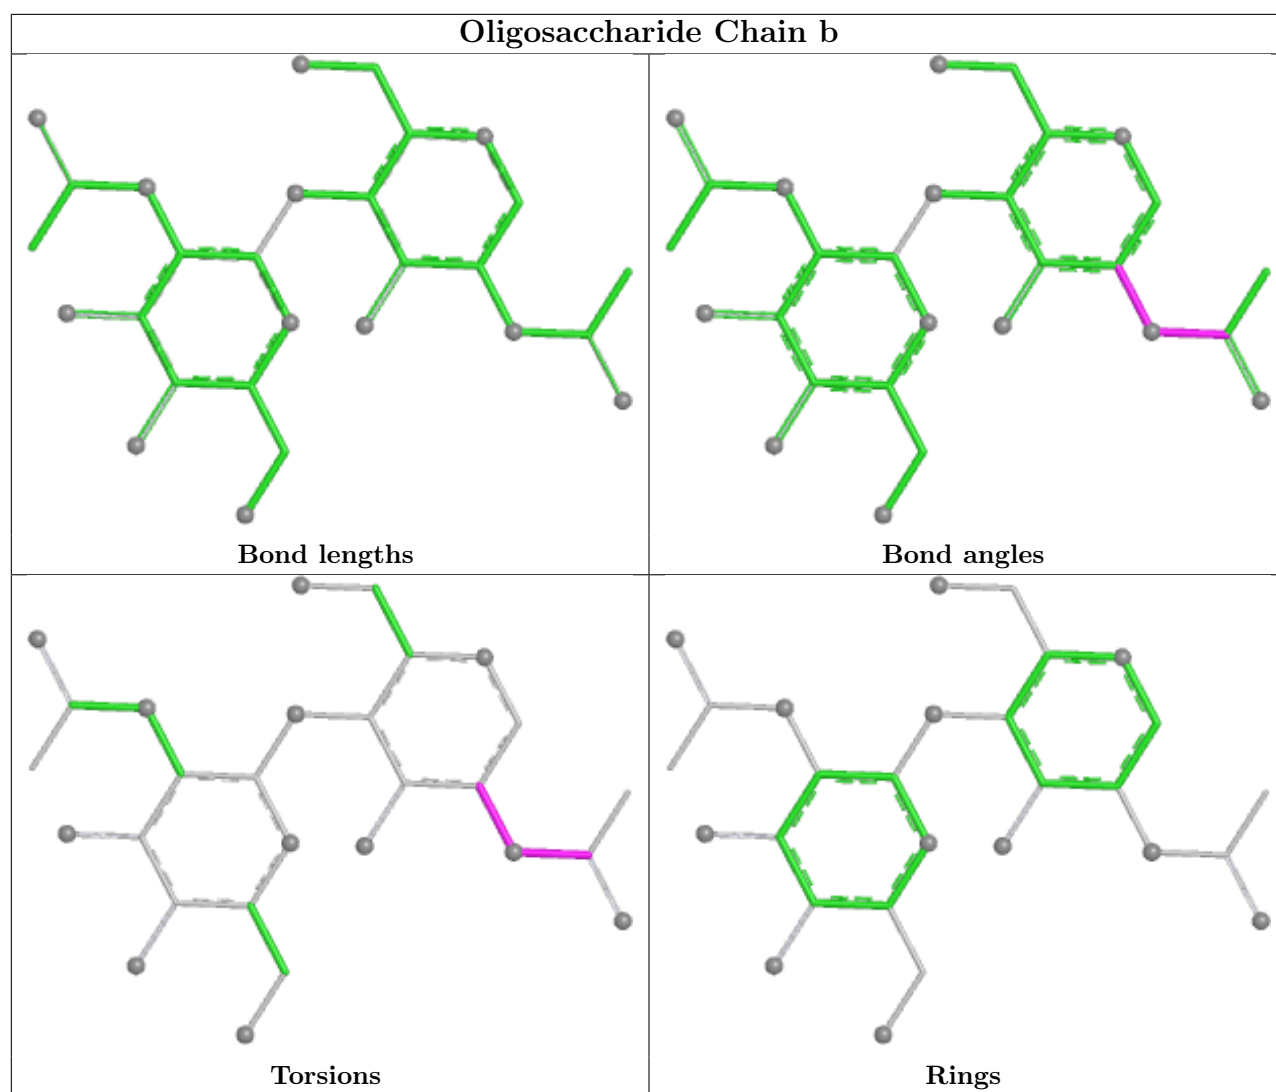 Oligosaccharide Chain b
Bond lengths
Bond angles
Torsions
Rings